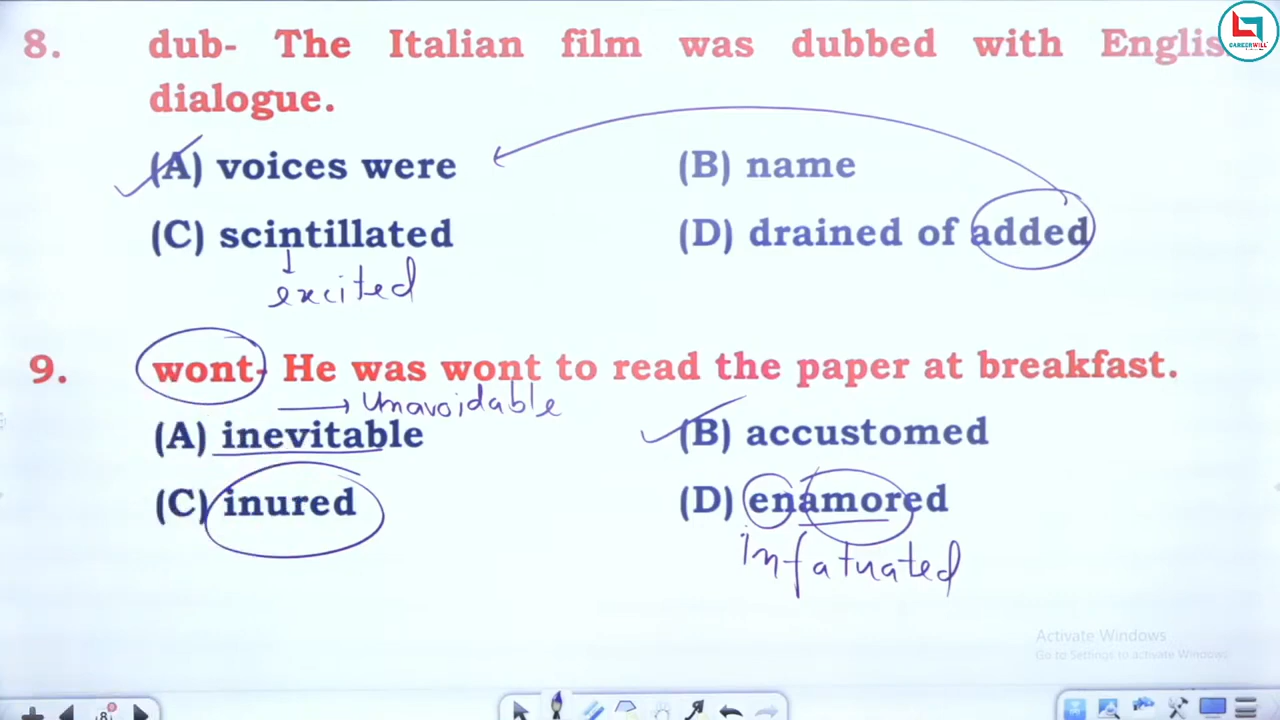 8. dub- The Italian film was dubbed with Englis
dialogue.
(A) voices were (B) name
(C) scintillated (D) drained of added
excited
9. wont- He was wont to read the paper at breakfast.
Unavoidable
(A) inevitable (B) accustomed
(C) inured (D) enamored
infatuated
CAREERWILL
Activate Windows
Go to Settings to activate Windows.
8